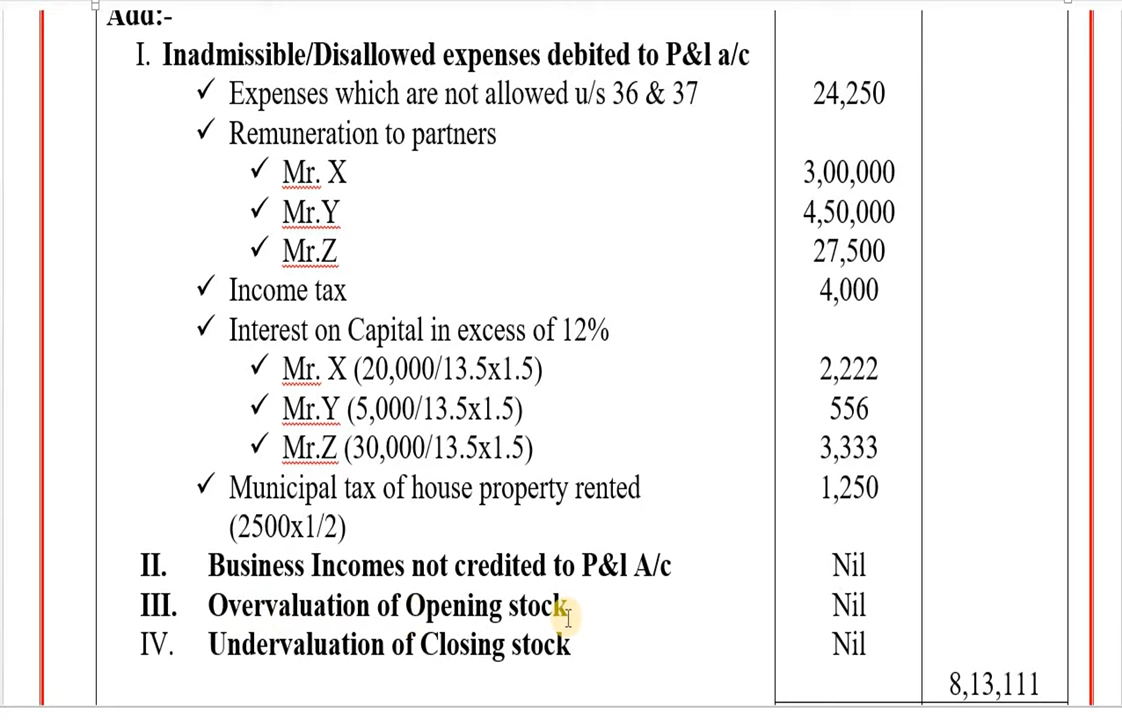 Add:-
I. Inadmissible/Disallowed expenses debited to P&l a/c
✓ Expenses which are not allowed u/s 36 & 37 24,250
✓ Remuneration to partners
✓ Mr. X 3,00,000
✓ Mr.Y 4,50,000
✓ Mr.Z 27,500
✓ Income tax 4,000
✓ Interest on Capital in excess of 12%
✓ Mr. X (20,000/13.5x1.5) 2,222
✓ Mr.Y (5,000/13.5x1.5) 556
✓ Mr.Z (30,000/13.5x1.5) 3,333
✓ Municipal tax of house property rented 1,250
(2500x1/2)
II. Business Incomes not credited to P&l A/c Nil
III. Overvaluation of Opening stock Nil
IV. Undervaluation of Closing stock Nil
8,13,111